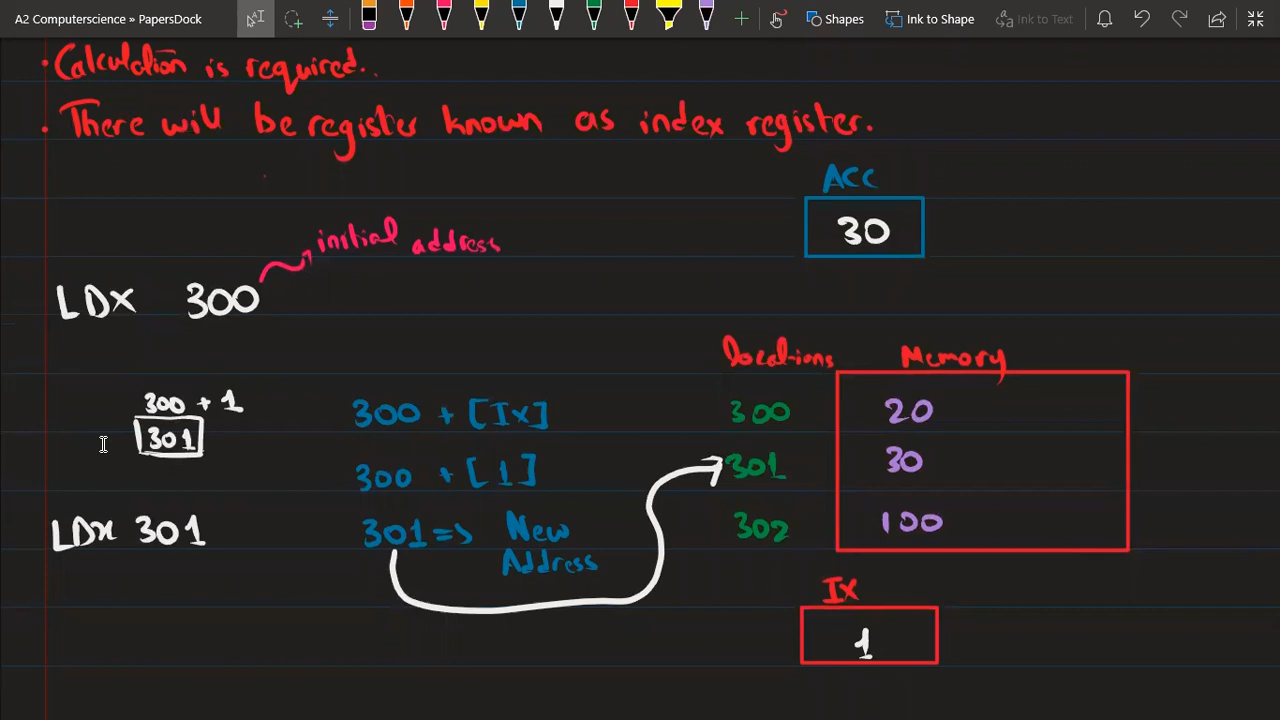 A2 Computerscience » PapersDock
Shapes
Ink to Shape
Ink to Text
· Calculation is required..
· There will be register known as index register.
ACC
30
initial address
LDX 300
locations Memory
300 + 1
301
300 + [IX]
300 20
300 + [1]
301 30
LDX 301
301 => New Address
302 100
IX
1